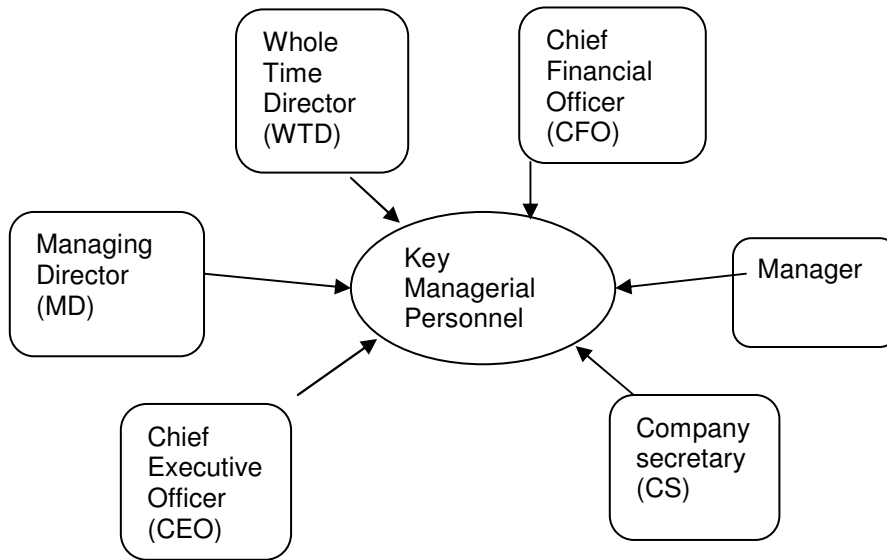 Whole
Time
Director
(WTD)
Chief
Financial
Officer
(CFO)
Managing
Director
(MD)
Key
Managerial
Personnel
Manager
Chief
Executive
Officer
(CEO)
Company
secretary
(CS)